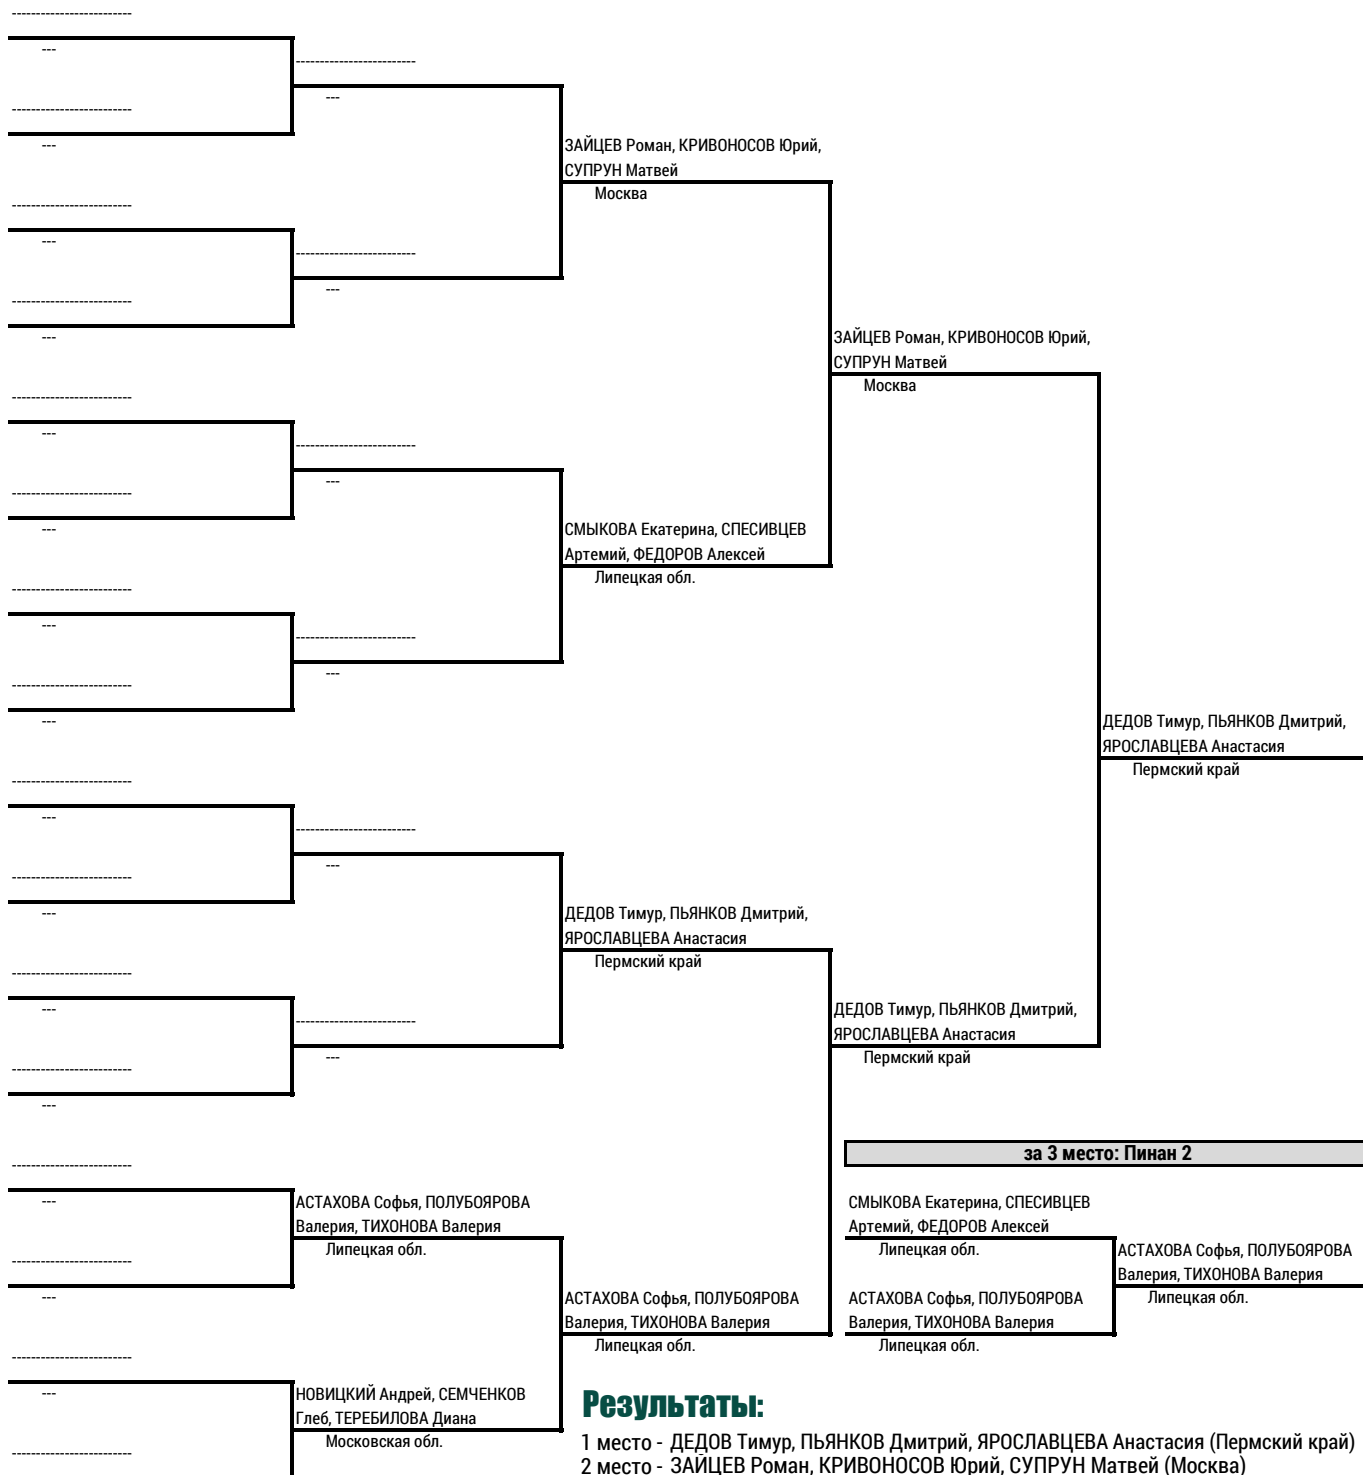 -------------------------
---
-------------------------
---
-------------------------
---
-------------------------
---
-------------------------
---
-------------------------
---
-------------------------
---
-------------------------
---
-------------------------
---
-------------------------
---
-------------------------
---
-------------------------
---
-------------------------
---
-------------------------
---
-------------------------
---
-------------------------
-------------------------
---
-------------------------
---
-------------------------
---
-------------------------
---
-------------------------
---
-------------------------
---
АСТАХОВА Софья, ПОЛУБОЯРОВА
Валерия, ТИХОНОВА Валерия
Липецкая обл.
НОВИЦКИЙ Андрей, СЕМЧЕНКОВ
Глеб, ТЕРЕБИЛОВА Диана
Московская обл.
ЗАЙЦЕВ Роман, КРИВОНОСОВ Юрий,
СУПРУН Матвей
Москва
СМЫКОВА Екатерина, СПЕСИВЦЕВ
Артемий, ФЕДОРОВ Алексей
Липецкая обл.
ДЕДОВ Тимур, ПЬЯНКОВ Дмитрий,
ЯРОСЛАВЦЕВА Анастасия
Пермский край
АСТАХОВА Софья, ПОЛУБОЯРОВА
Валерия, ТИХОНОВА Валерия
Липецкая обл.
ЗАЙЦЕВ Роман, КРИВОНОСОВ Юрий,
СУПРУН Матвей
Москва
ДЕДОВ Тимур, ПЬЯНКОВ Дмитрий,
ЯРОСЛАВЦЕВА Анастасия
Пермский край
ДЕДОВ Тимур, ПЬЯНКОВ Дмитрий,
ЯРОСЛАВЦЕВА Анастасия
Пермский край
за 3 место: Пинан 2
СМЫКОВА Екатерина, СПЕСИВЦЕВ
Артемий, ФЕДОРОВ Алексей
Липецкая обл.
АСТАХОВА Софья, ПОЛУБОЯРОВА
Валерия, ТИХОНОВА Валерия
Липецкая обл.
АСТАХОВА Софья, ПОЛУБОЯРОВА
Валерия, ТИХОНОВА Валерия
Липецкая обл.
Результаты:
1 место - ДЕДОВ Тимур, ПЬЯНКОВ Дмитрий, ЯРОСЛАВЦЕВА Анастасия (Пермский край)
2 место - ЗАЙЦЕВ Роман, КРИВОНОСОВ Юрий, СУПРУН Матвей (Москва)